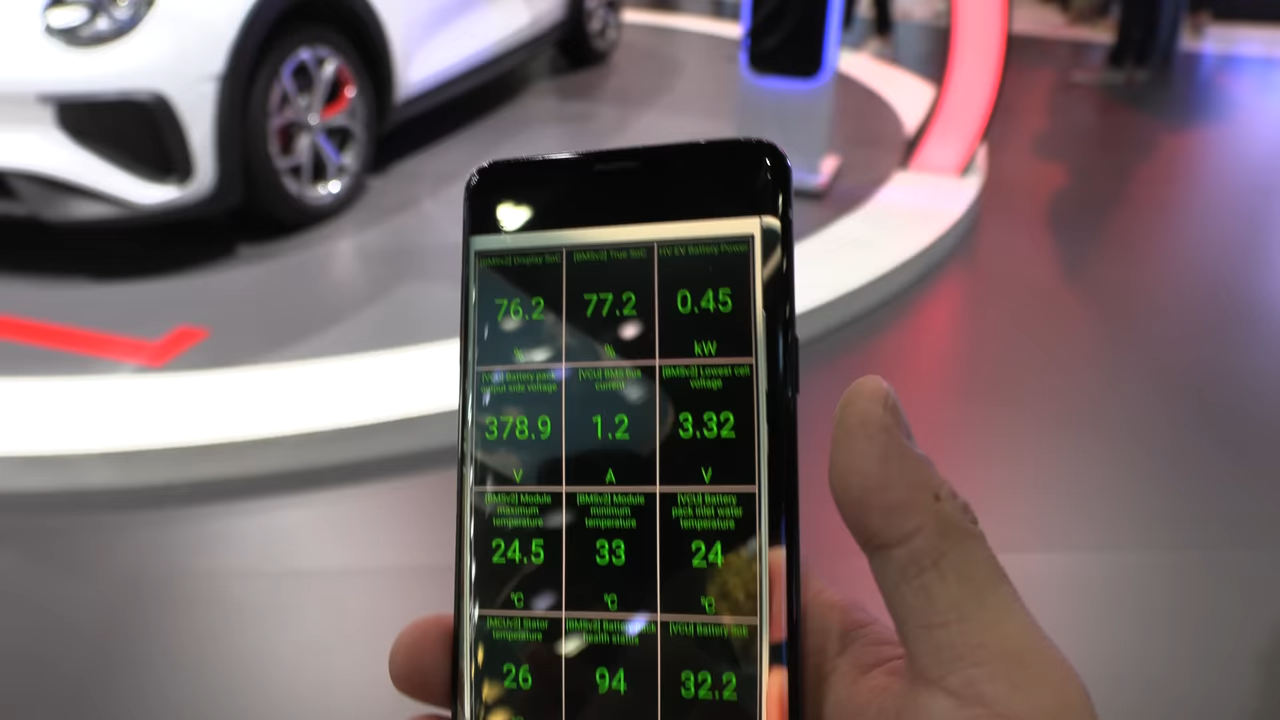 [BMSv2] Display SoC
[BMSv2] True SoC
HV EV Battery Power
76.2
77.2
0.45
%
%
kW
[VCU] Battery pack
output side voltage
[VCU] BMS bus
current
[BMSv2] Lowest cell
voltage
378.9
1.2
3.32
V
A
V
[BMSv2] Module
maximum
temperature
[BMSv2] Module
minimum
temperature
[VCU] Battery
pack inlet water
temperature
24.5
33
24
℃
℃
℃
[MCUv2] Stator
temperature
[BMSv2] Battery pack
health status
[VCU] Battery
26
94
32.2